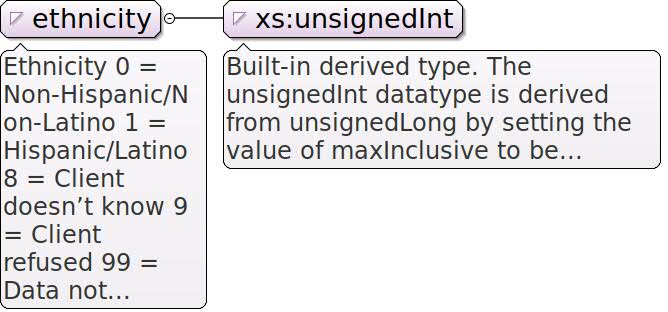 ethnicity
xs:unsignedInt
Ethnicity 0 =
Non-Hispanic/N
on-Latino 1 =
Hispanic/Latino
8 = Client
doesn’t know 9
= Client
refused 99 =
Data not...
Built-in derived type. The
unsignedInt datatype is derived
from unsignedLong by setting the
value of maxInclusive to be...